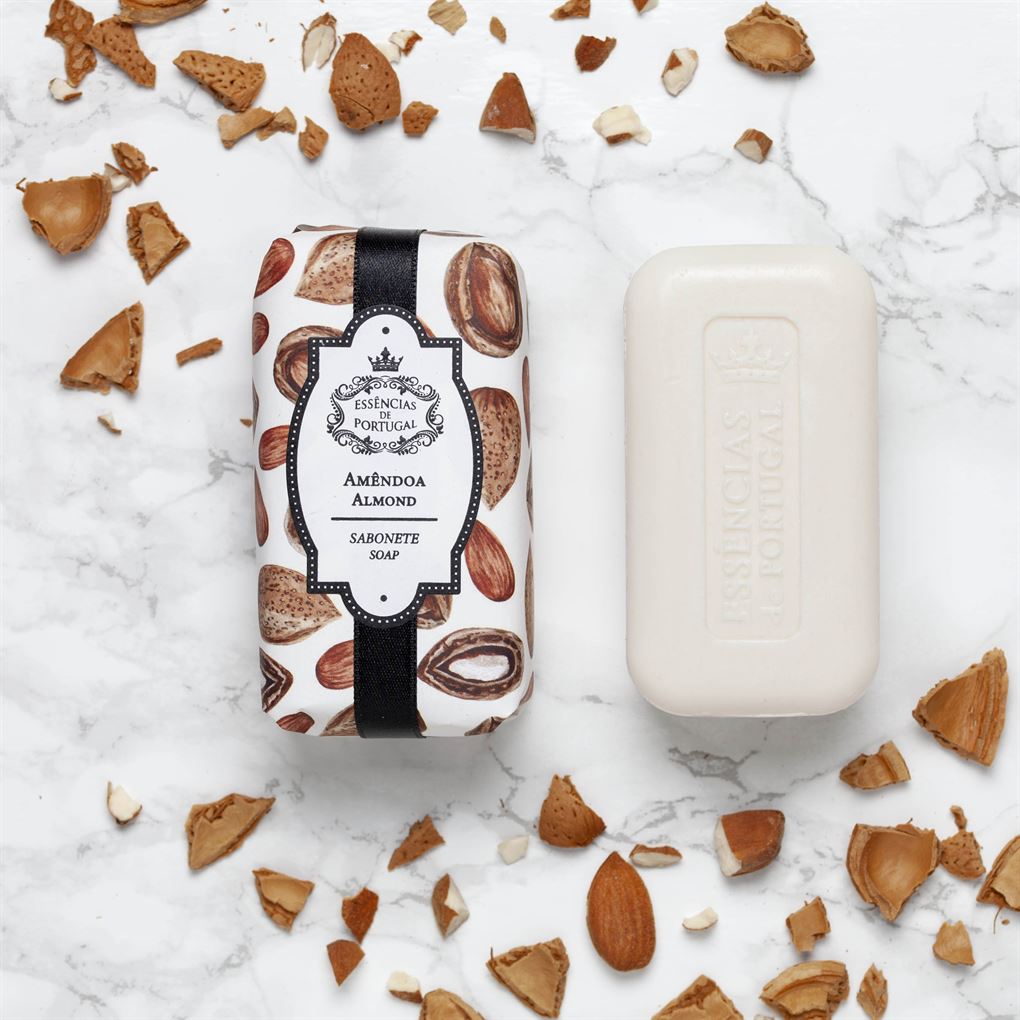 ESSÊNCIAS
DE
PORTUGAL
AMÊNDOA
ALMOND
SABONETE
SOAP
ESSÊNCIAS
de PORTUGAL